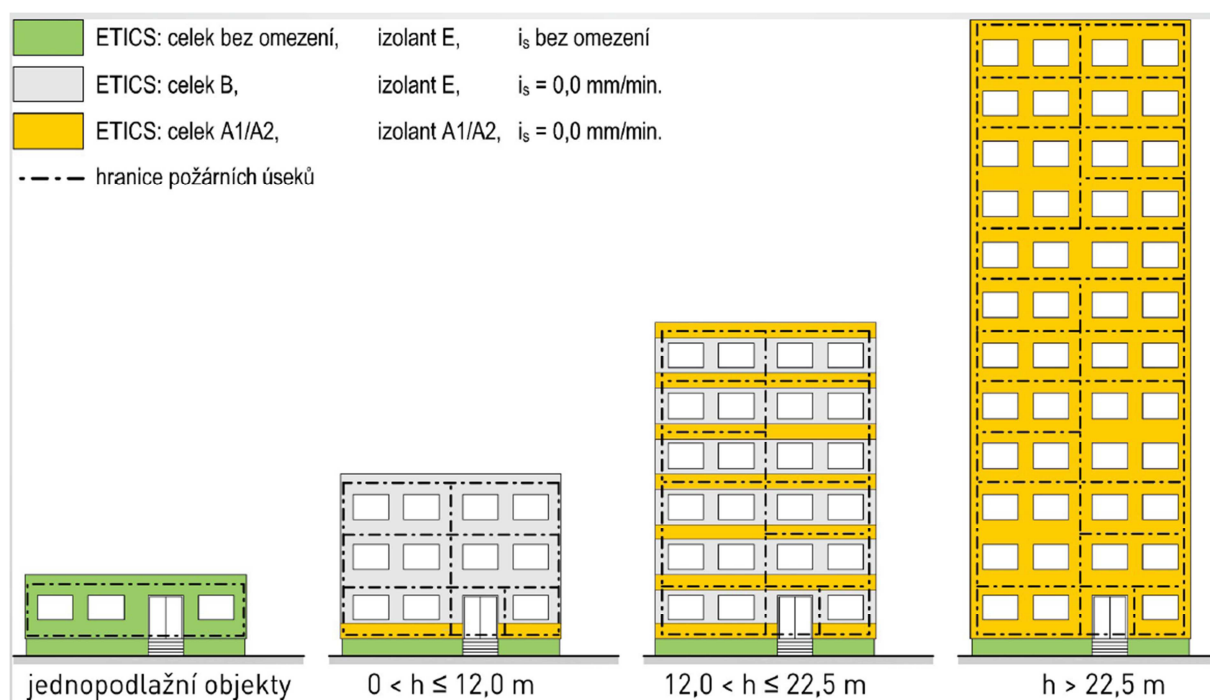 ETICS: celek bez omezení, izolant E, is bez omezení
ETICS: celek B, izolant E, is = 0,0 mm/min.
ETICS: celek A1/A2, izolant A1/A2, is = 0,0 mm/min.
hranice požárních úseků
jednopodlažní objekty 0 < h ≤ 12,0 m 12,0 < h ≤ 22,5 m h > 22,5 m